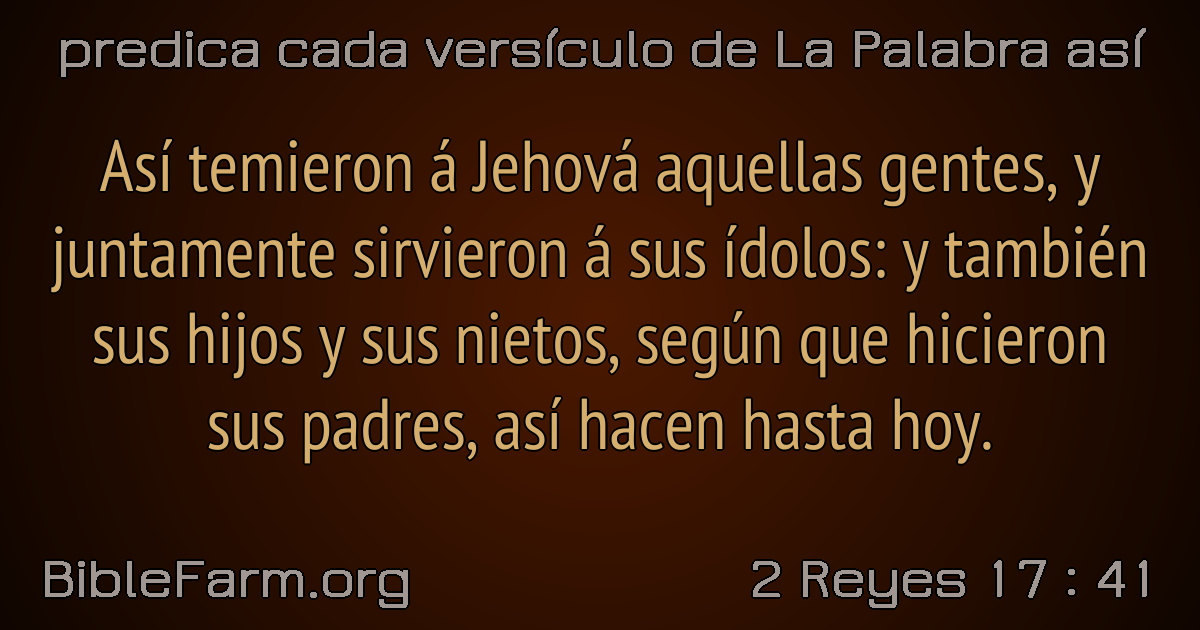 predica cada versículo de La Palabra así
Así temieron á Jehová aquellas gentes, y
juntamente sirvieron á sus ídolos: y también
sus hijos y sus nietos, según que hicieron
sus padres, así hacen hasta hoy.
BibleFarm.org
2 Reyes 17 : 41